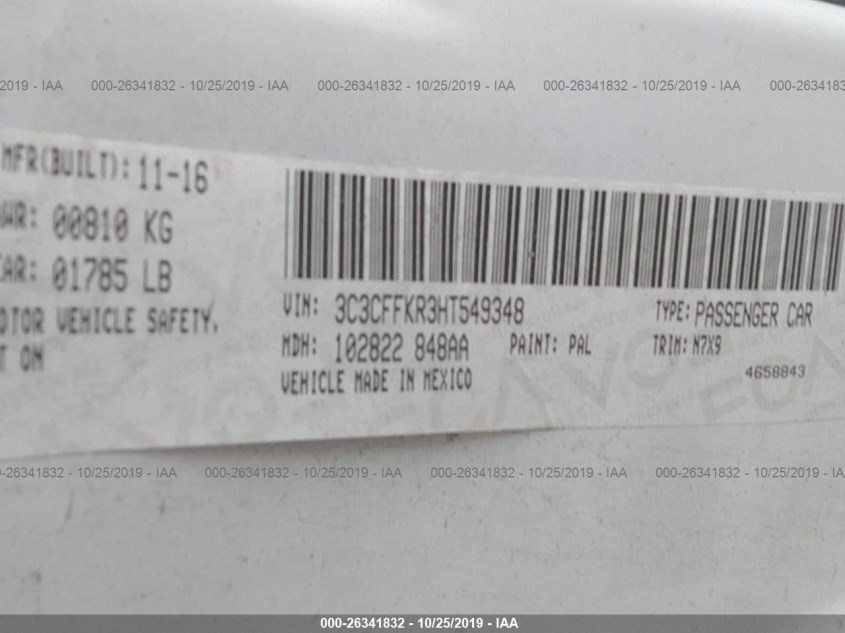 2019 - IAA 000-26341832 - 10/25/2019 - IAA 000-26341832 - 10/25/2019 - IAA 000-26341832 - 10/25/2019 - IAA 000-26341832 - 10/2
MFR(BUILT): 11-16
00810 KG
01785 LB
VEHICLE SAFETY.
ON
VIN: 3C3CFFKR3HT549348 TYPE: PASSENGER CAR
MDH: 102822 848AA PAINT: PAL TRIM: N7X9
VEHICLE MADE IN MEXICO 4658843
000-26341832 - 10/25/2019 - IAA 000-26341832 - 10/25/2019 - IAA 000-26341832 - 10/25/2019 - IAA 000-26341832 - 10/25/2019 - IAA
000-26341832 - 10/25/2019 - IAA